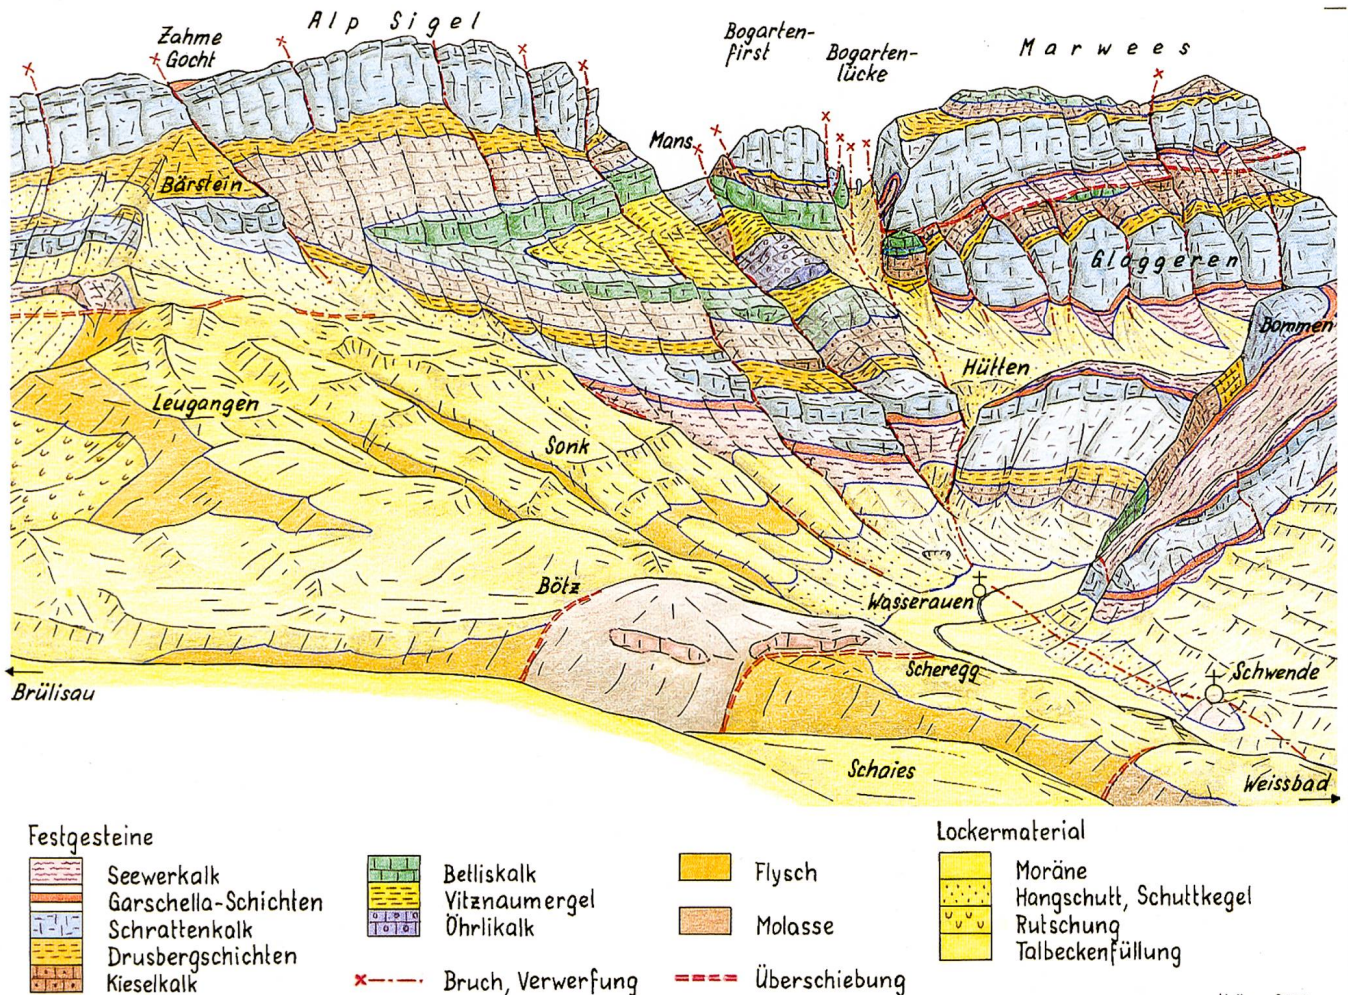 Alp Sigel
Zahme
Gocht
Bogarten-
first
Bogarten-
lücke
Marwees
Mans
Bärstein
Gloggeren
Bommen
Hütten
Leugangen
Sonk
Bötz
Wasserauen
Scheregg
Schwende
Brülisau
Schaies
Weissbad
Festgesteine
Seewerkalk
Garschella-Schichten
Schrattenkalk
Drusbergschichten
Kieselkalk
Betliskalk
Vitznaumergel
Öhrlikalk
Bruch, Verwerfung
Flysch
Molasse
Überschiebung
Lockermaterial
Moräne
Hangschutt, Schuttkegel
Rutschung
Talbeckenfüllung